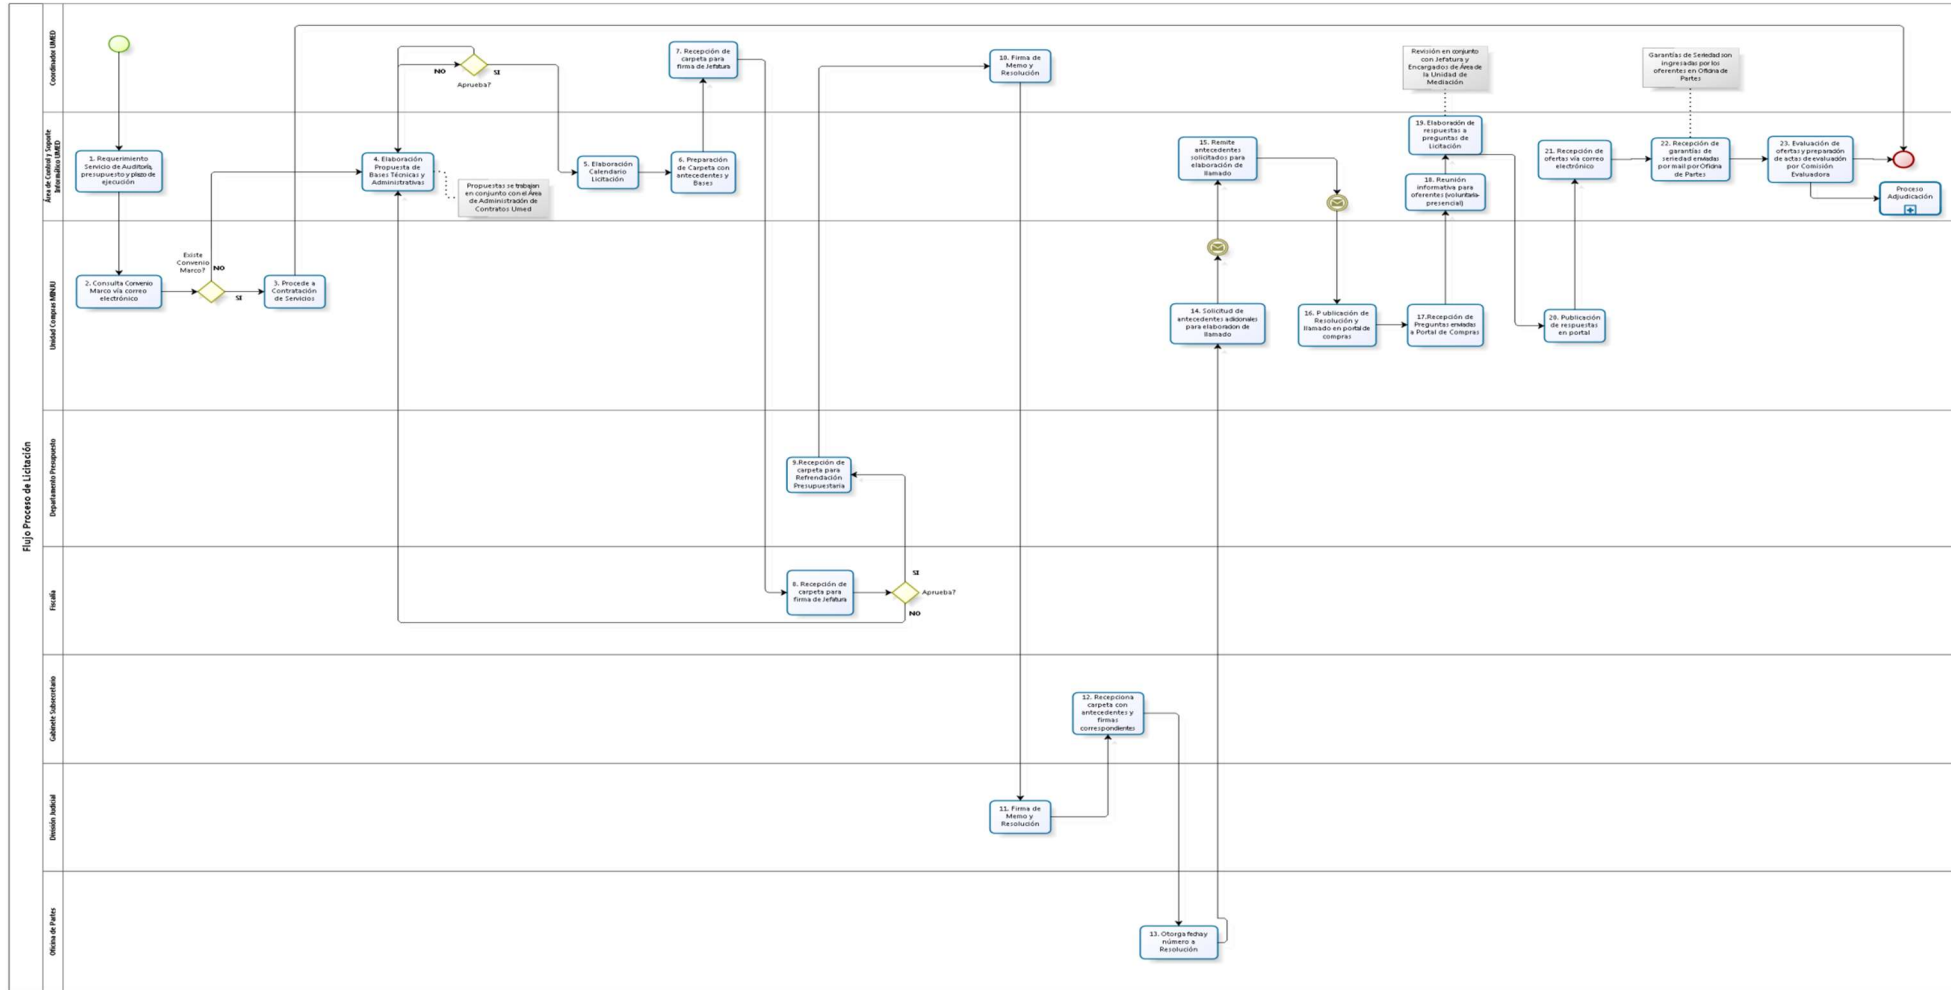 Flujo Proceso de Licitación
Coordinador UMED
NO
SI
Aprueba?
7. Recepción de
carpeta para
firma de Jefatura
10. Firma de
Memo y
Resolución
Revisión en conjunto
con Jefatura y
Encargados de Área de
la Unidad de
Mediación
Garantías de Seriedad son
ingresadas por los
oferentes en Oficina de
Partes
Área de Control y Soporte
Informático UMED
1. Requerimiento
Servicio de Auditoría,
presupuesto y plazo de
ejecución
4. Elaboración
Propuesta de
Bases Técnicas y
Administrativas
Propuestas se trabajan
en conjunto con el Área
de Administración de
Contratos Umed
5. Elaboración
Calendario
Licitación
6. Preparación
de Carpeta con
antecedentes y
Bases
15. Remite
antecedentes
solicitados para
elaboración de
llamado
19. Elaboración de
respuestas a
preguntas de
Licitación
18. Reunión
informativa para
oferentes (voluntaria-
presencial)
21. Recepción de
ofertas vía correo
electrónico
22. Recepción de
garantías de
seriedad enviadas
por mail por Oficina
de Partes
23. Evaluación de
ofertas y preparación
de actas de evaluación
por Comisión
Evaluadora
Proceso
Adjudicación
Unidad Compras MINJU
2. Consulta Convenio
Marco vía correo
electrónico
Existe
Convenio
Marco?
NO
SI
3. Procede a
Contratación
de Servicios
14. Solicitud de
antecedentes adicionales
para elaboración de
llamado
16. Publicación de
Resolución y
llamado en portal de
compras
17.Recepción de
Preguntas enviadas
a Portal de Compras
20. Publicación
de respuestas
en portal
Departamento Presupuesto
9.Recepción de
carpeta para
Refrendación
Presupuestaria
Fiscalía
8. Recepción de
carpeta para
firma de Jefatura
SI
Aprueba?
NO
Gabinete Subsecretario
12. Recepciona
carpeta con
antecedentes y
firmas
correspondientes
División Judicial
11. Firma de
Memo y
Resolución
Oficina de Partes
13. Otorga fecha y
número a
Resolución